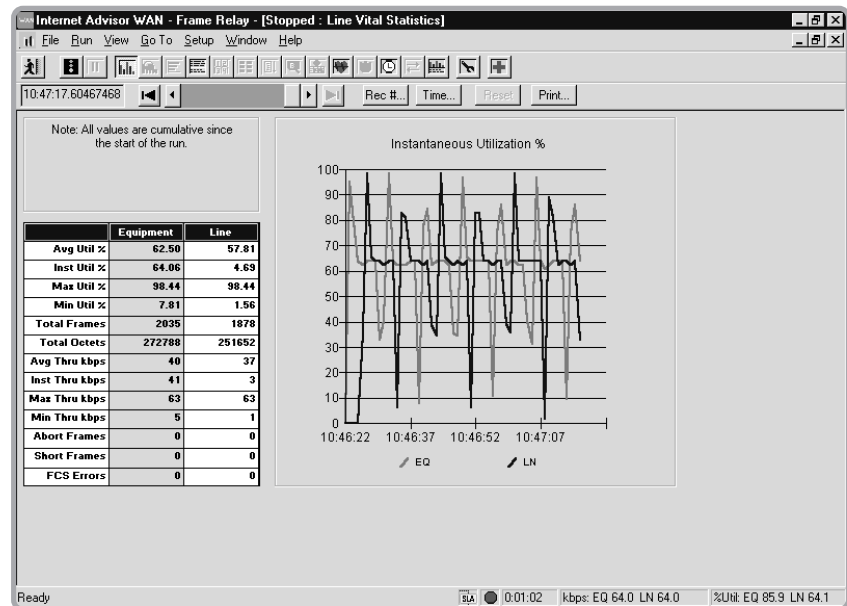 Internet Advisor WAN - Frame Relay - [Stopped : Line Vital Statistics]
File Run View Go To Setup Window Help
10:47:17.60467468 Rec #... Time... Reset Print...
Note: All values are cumulative since
the start of the run.
Equipment Line
Avg Util % 62.50 57.81
Inst Util % 64.06 4.69
Max Util % 98.44 98.44
Min Util % 7.81 1.56
Total Frames 2035 1878
Total Octets 272788 251652
Avg Thru kbps 40 37
Inst Thru kbps 41 3
Max Thru kbps 63 63
Min Thru kbps 5 1
Abort Frames 0 0
Short Frames 0 0
FCS Errors 0 0
Instantaneous Utilization %
100
90
80
70
60
50
40
30
20
10
0
10:46:22 10:46:37 10:46:52 10:47:07
EQ LN
Ready SLA 0:01:02 kbps: EQ 64.0 LN 64.0 %Util: EQ 85.9 LN 64.1